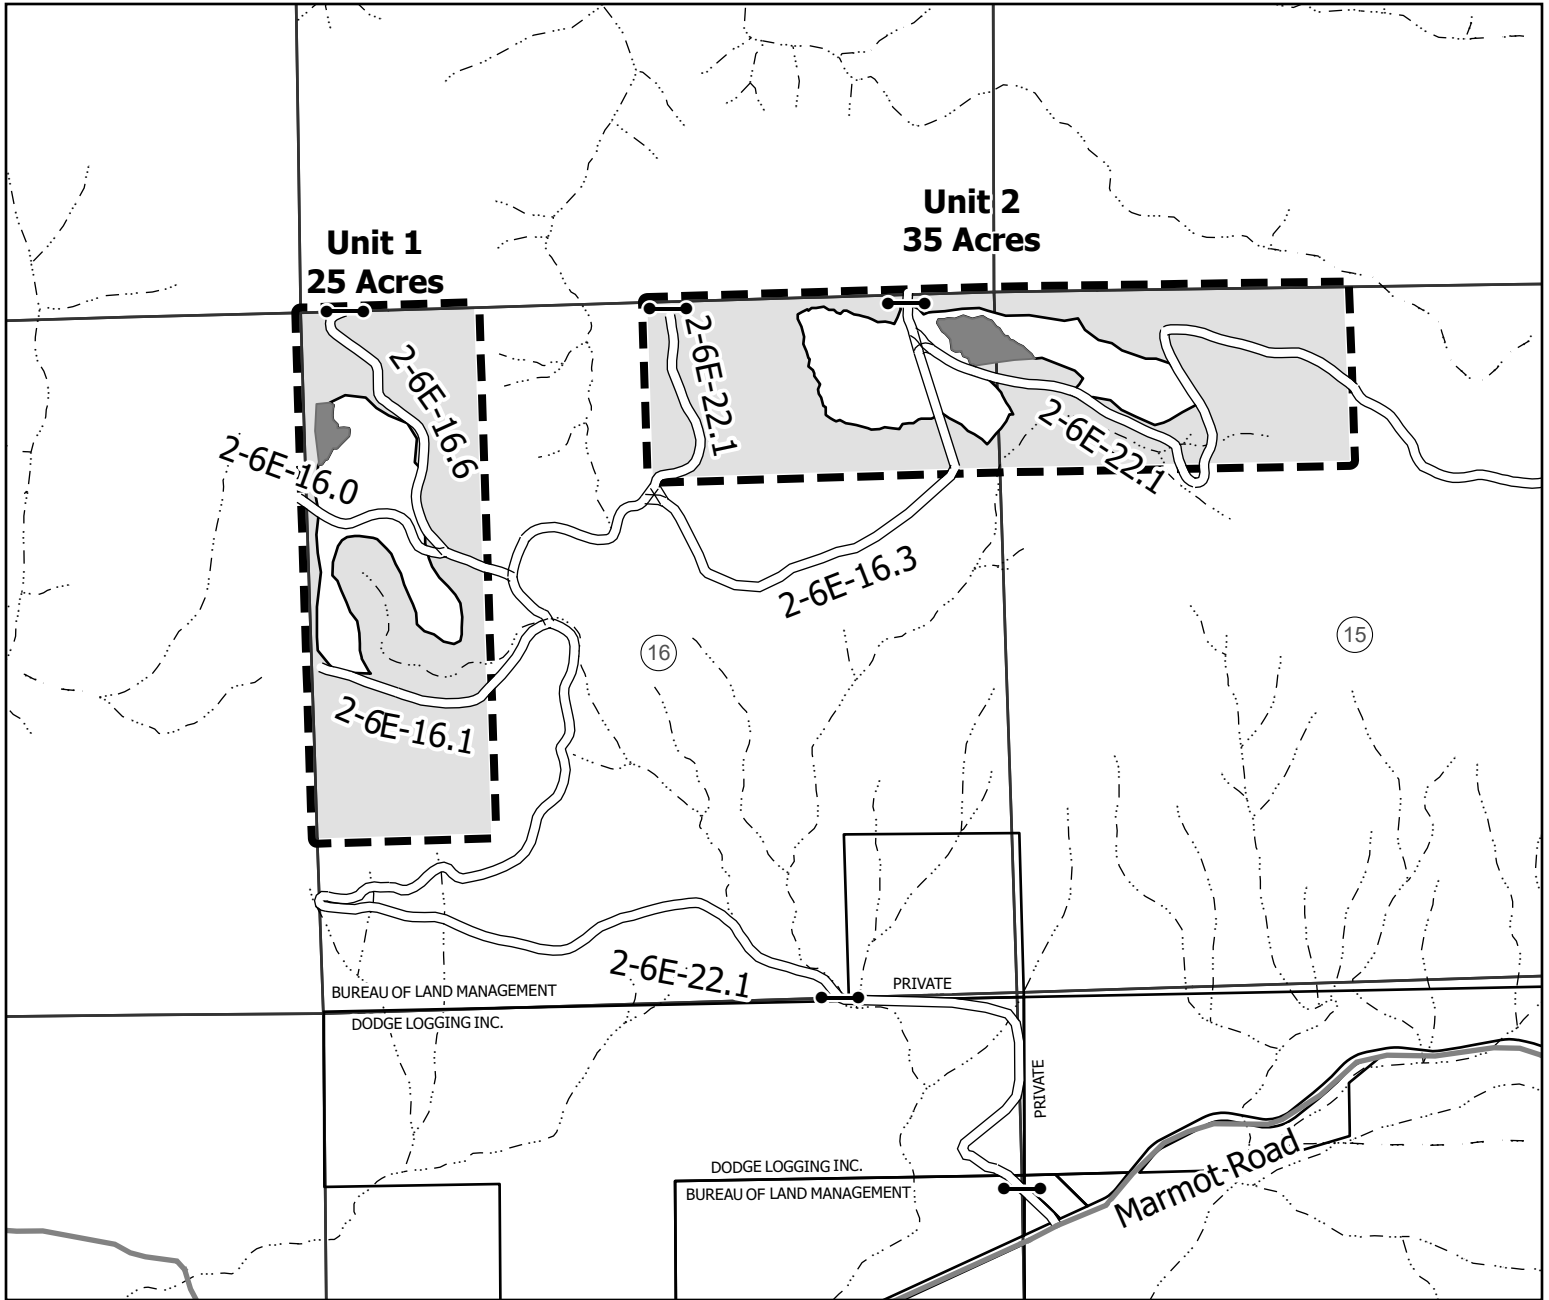 Unit 2
35 Acres
Unit 1
25 Acres
2-6E-22.1
2-6E-16.6
2-6E-22.1
2-6E-16.0
2-6E-16.3
15
16
2-6E-16.1
2-6E-22.1
PRIVATE
BUREAU OF LAND MANAGEMENT
DODGE LOGGING INC.
PRIVATE
Marmot Road
DODGE LOGGING INC.
BUREAU OF LAND MANAGEMENT